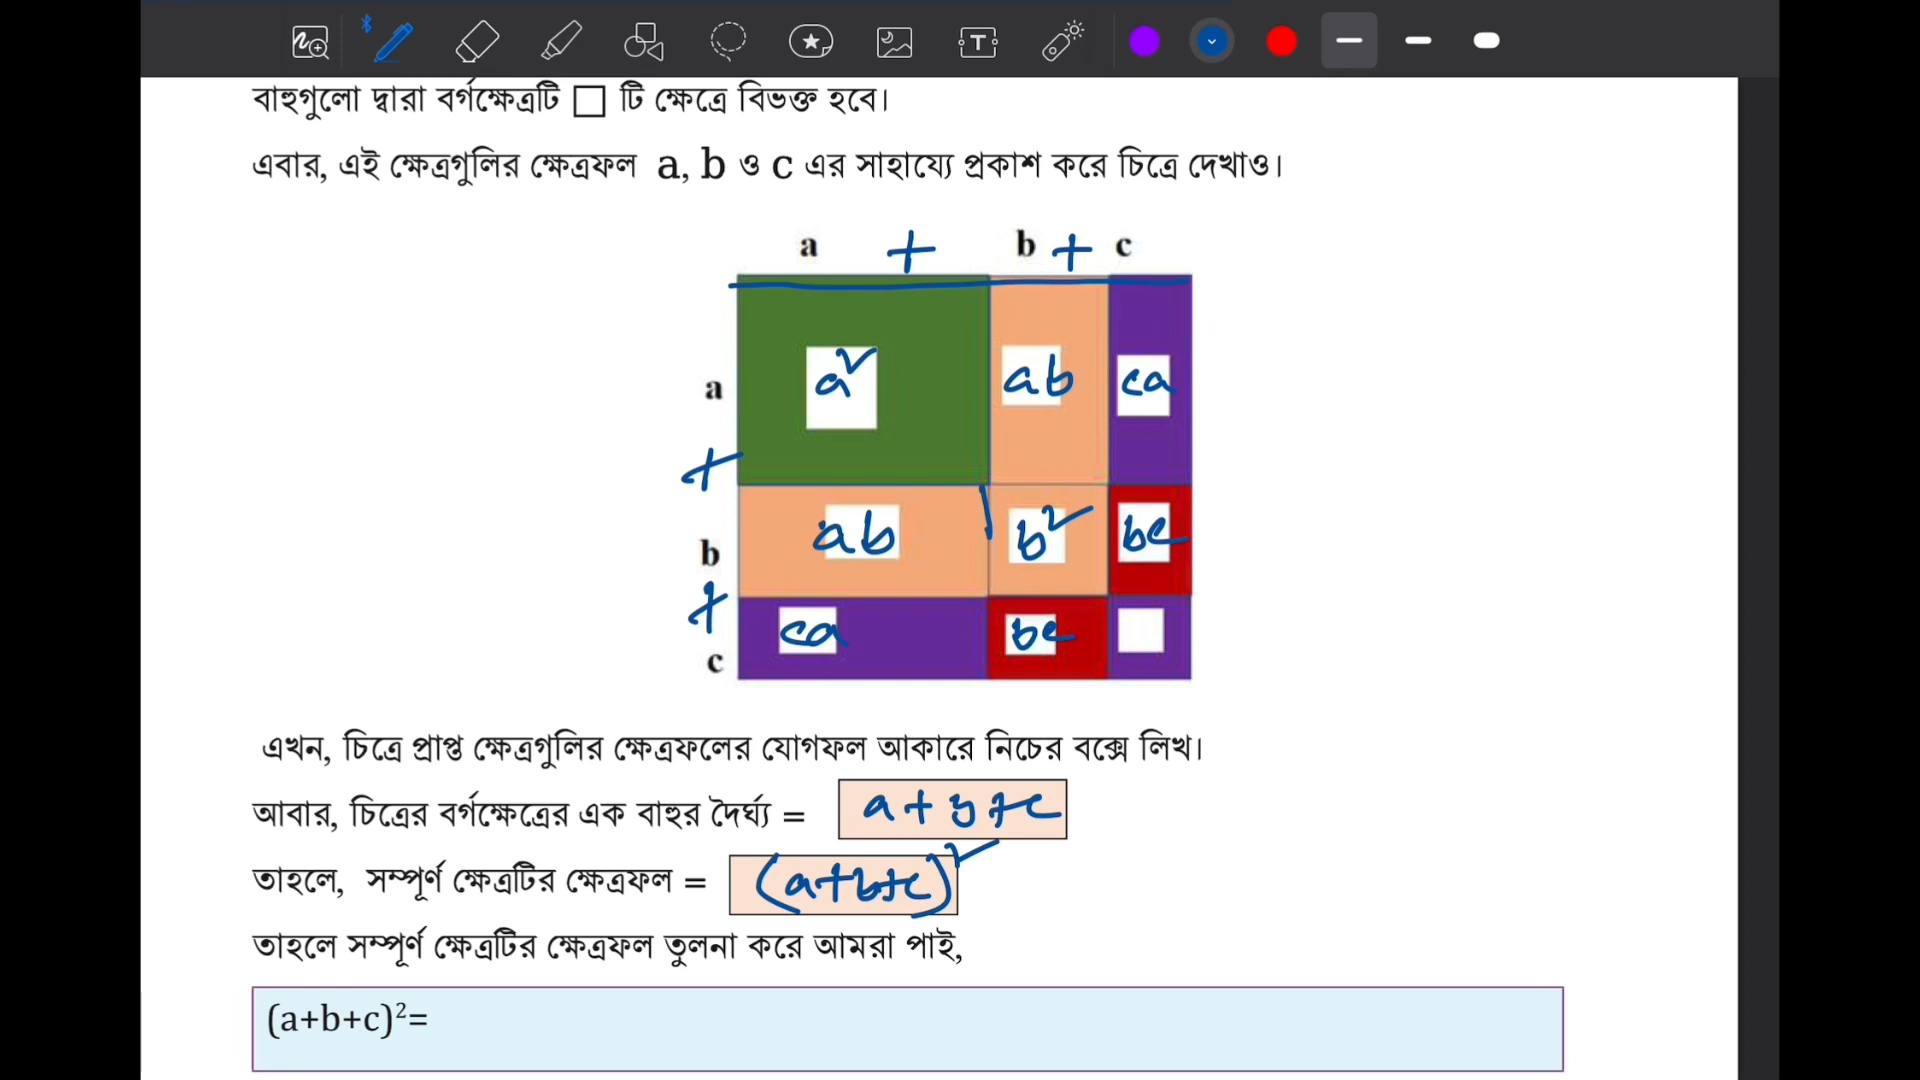 বাহুগুলো দ্বারা বর্গক্ষেত্রটি □ টি ক্ষেত্রে বিভক্ত হবে।
এবার, এই ক্ষেত্রগুলির ক্ষেত্রফল a, b ও c এর সাহায্যে প্রকাশ করে চিত্রে দেখাও।
a + b + c
a² ab ca
a
+
ab b² bc
b
+
ca bc
c
এখন, চিত্রে প্রাপ্ত ক্ষেত্রগুলির ক্ষেত্রফলের যোগফল আকারে নিচের বক্সে লিখ।
আবার, চিত্রের বর্গক্ষেত্রের এক বাহুর দৈর্ঘ্য = a + y + c
তাহলে, সম্পূর্ণ ক্ষেত্রটির ক্ষেত্রফল = (a+b+c)²
তাহলে সম্পূর্ণ ক্ষেত্রটির ক্ষেত্রফল তুলনা করে আমরা পাই,
(a+b+c)²=